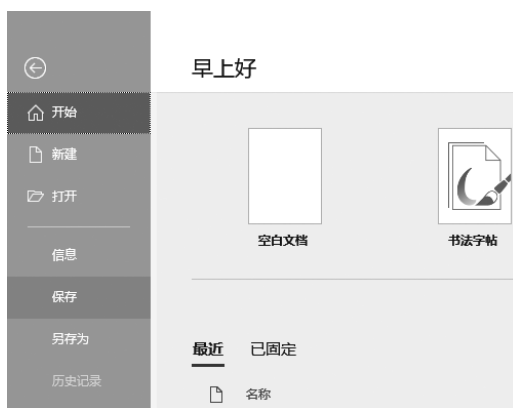 早上好
开始
新建
打开
信息
保存
另存为
历史记录
空白文档
书法字帖
最近 已固定
名称